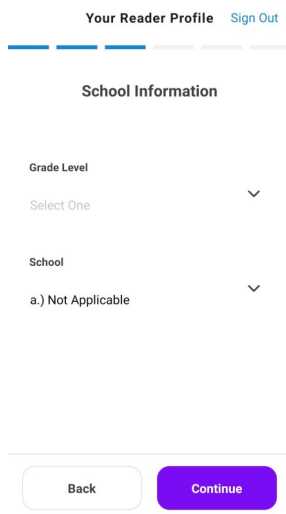 Your Reader Profile Sign Out
School Information
Grade Level
Select One
School
a.) Not Applicable
Back Continue